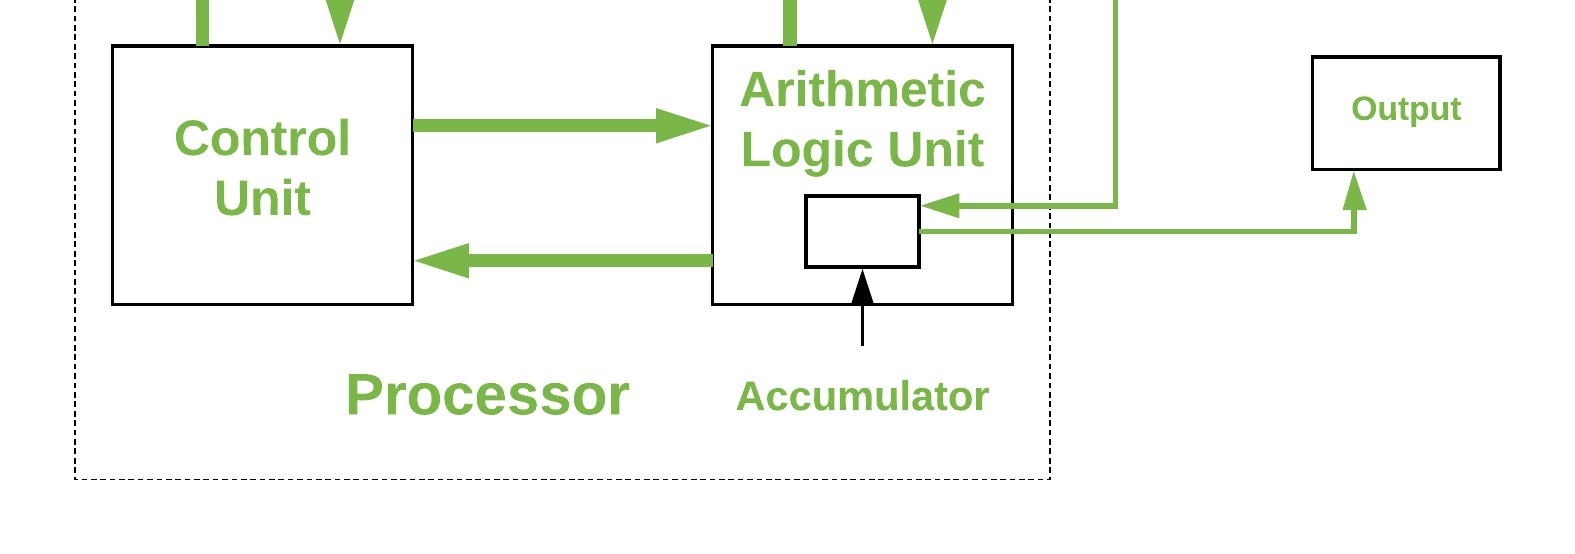 Control
Unit
Arithmetic
Logic Unit
Output
Processor
Accumulator